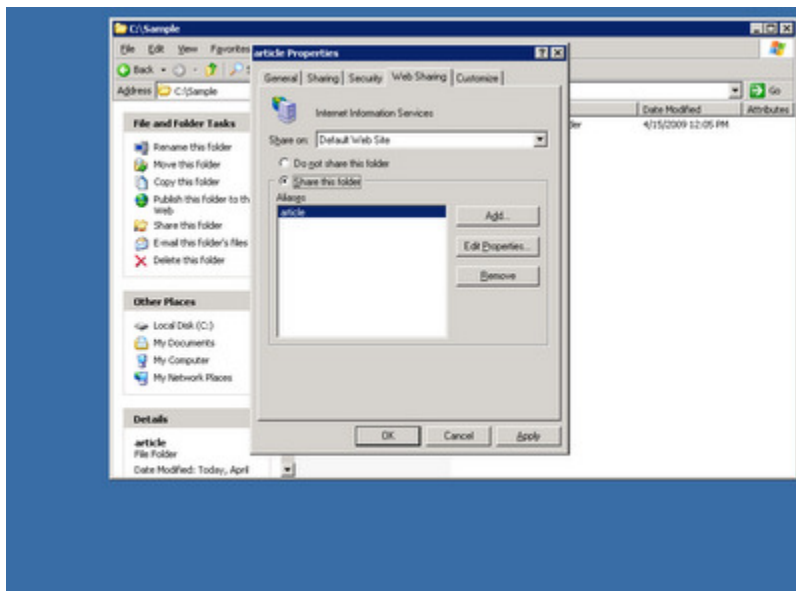 C:\Sample
File Edit View Favorites
article Properties
Back
Address C:\Sample
Go
General Sharing Security Web Sharing Customize
Internet Information Services
Share on: Default Web Site
Do not share this folder
Share this folder
Aliases
article
Add...
Edit Properties...
Remove
OK Cancel Apply
File and Folder Tasks
Rename this folder
Move this folder
Copy this folder
Publish this folder to th
Web
Share this folder
E-mail this folder's files
Delete this folder
Other Places
Local Disk (C:)
My Documents
My Computer
My Network Places
Details
article
File Folder
Date Modified: Today, April
Date Modified Attributes
der 4/15/2009 12:05 PM